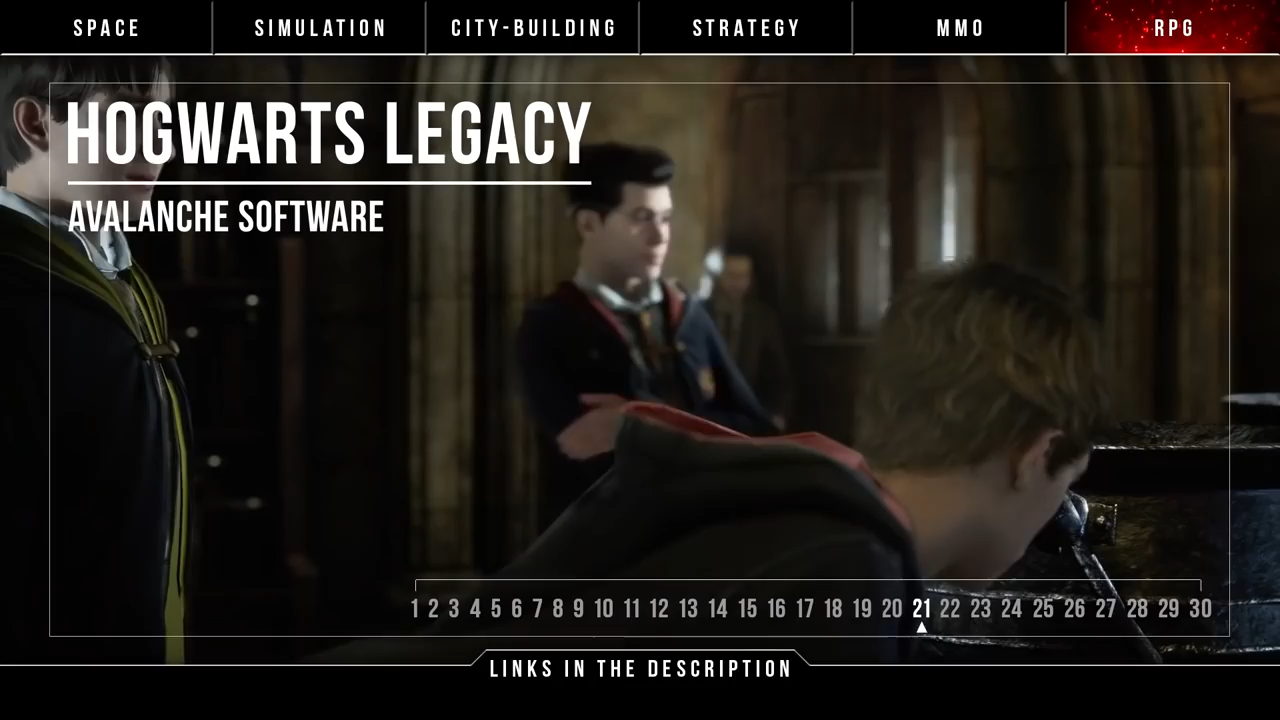 SPACE SIMULATION CITY-BUILDING STRATEGY MMO RPG
HOGWARTS LEGACY
AVALANCHE SOFTWARE
1 2 3 4 5 6 7 8 9 10 11 12 13 14 15 16 17 18 19 20 21 22 23 24 25 26 27 28 29 30
LINKS IN THE DESCRIPTION